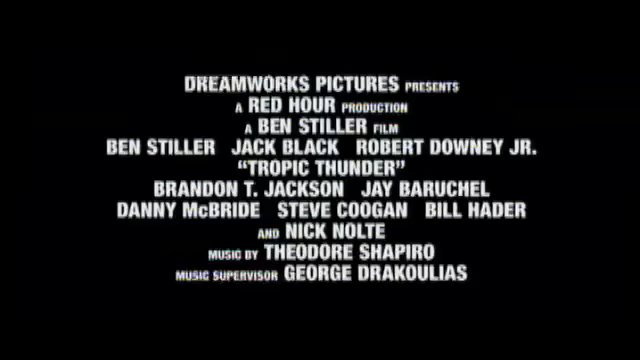 DREAMWORKS PICTURES PRESENTS
A RED HOUR PRODUCTION
A BEN STILLER FILM
BEN STILLER JACK BLACK ROBERT DOWNEY JR.
“TROPIC THUNDER”
BRANDON T. JACKSON JAY BARUCHEL
DANNY McBRIDE STEVE COOGAN BILL HADER
AND NICK NOLTE
MUSIC BY THEODORE SHAPIRO
MUSIC SUPERVISOR GEORGE DRAKOULIAS